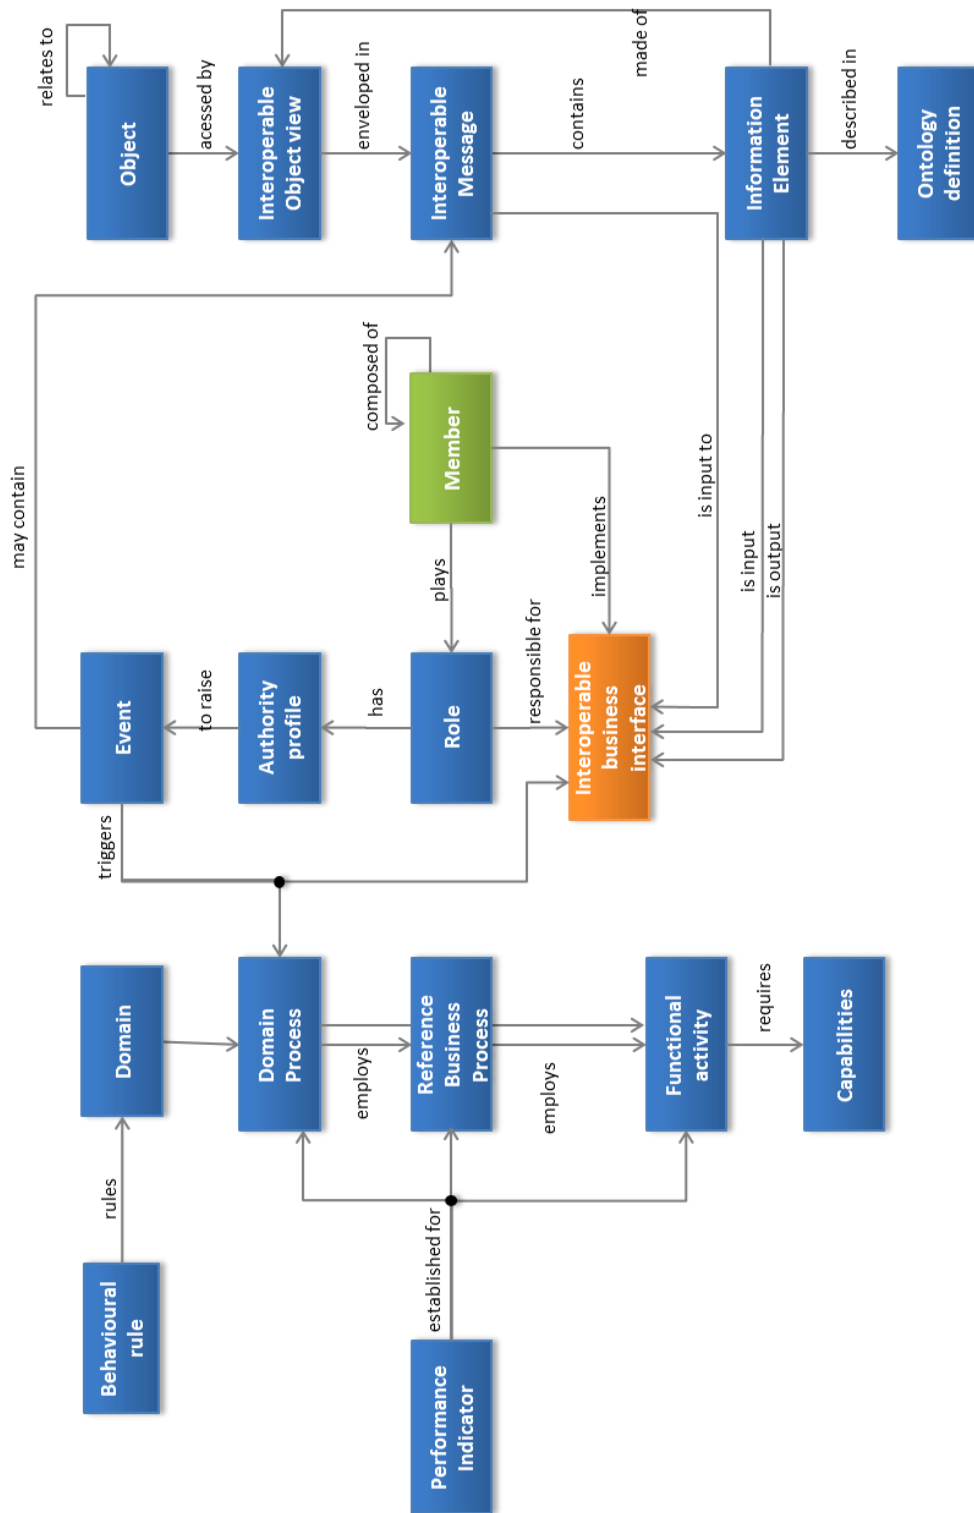 Behavioural
rule
rules
Domain
triggers
Event
to raise
may contain
Object
relates to
acessed by
Domain
Process
employs
Authority
profile
has
Interoperable
Object view
enveloped in
made of
Performance
Indicator
established for
Reference
Business
Process
employs
Role
responsible for
plays
Member
composed of
implements
Interoperable
Message
contains
Interoperable
business
interface
is input to
Functional
activity
requires
is input
is output
Information
Element
described in
Capabilities
Ontology
definition